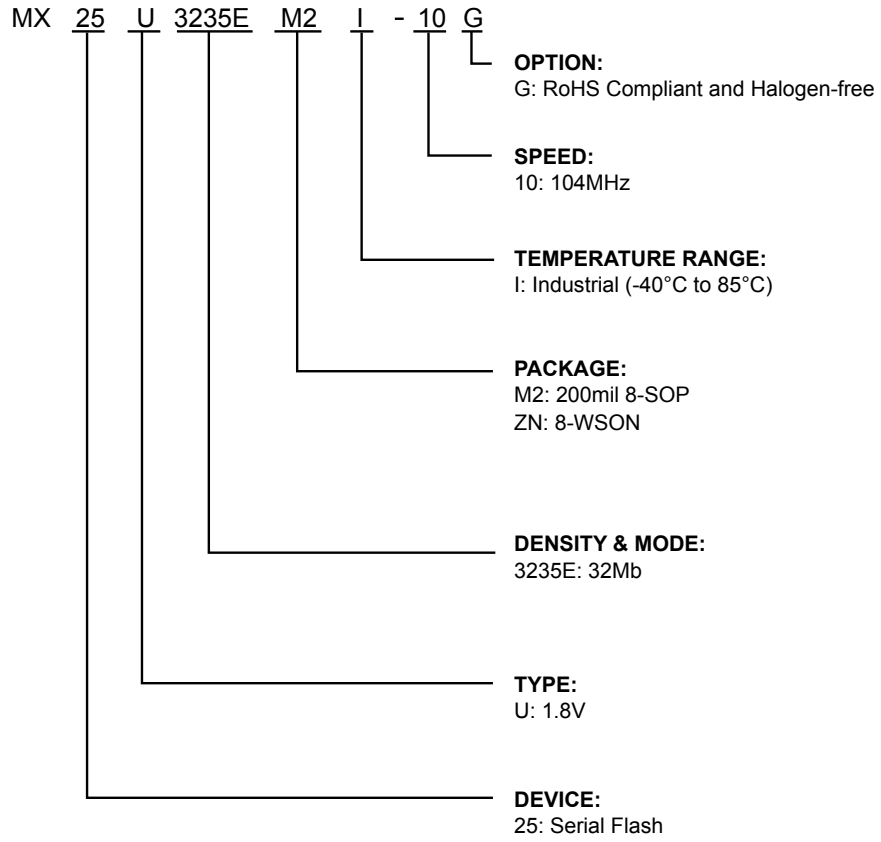 MX 25 U 3235E M2 I - 10 G
OPTION:
G: RoHS Compliant and Halogen-free
SPEED:
10: 104MHz
TEMPERATURE RANGE:
I: Industrial (-40°C to 85°C)
PACKAGE:
M2: 200mil 8-SOP
ZN: 8-WSON
DENSITY & MODE:
3235E: 32Mb
TYPE:
U: 1.8V
DEVICE:
25: Serial Flash